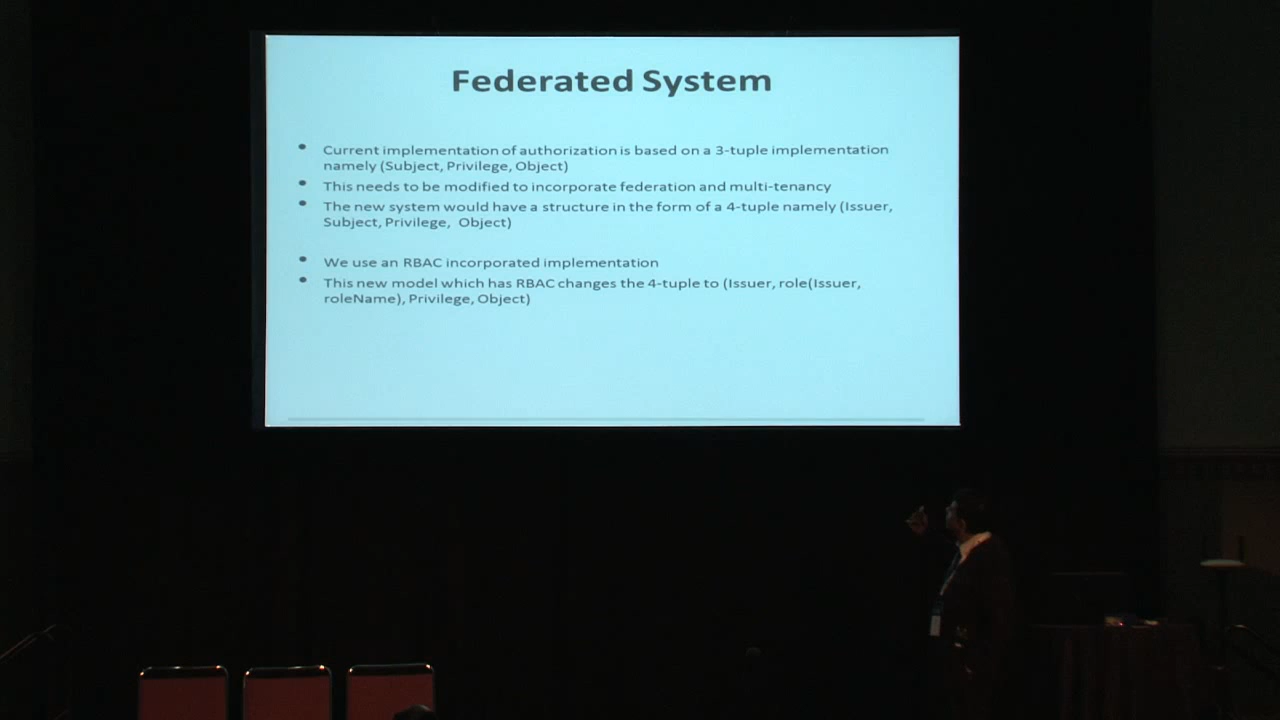 Federated System
• Current implementation of authorization is based on a 3-tuple implementation
namely (Subject, Privilege, Object)
• This needs to be modified to incorporate federation and multi-tenancy
• The new system would have a structure in the form of a 4-tuple namely (Issuer,
Subject, Privilege, Object)
• We use an RBAC incorporated implementation
• This new model which has RBAC changes the 4-tuple to (Issuer, role(Issuer,
roleName), Privilege, Object)